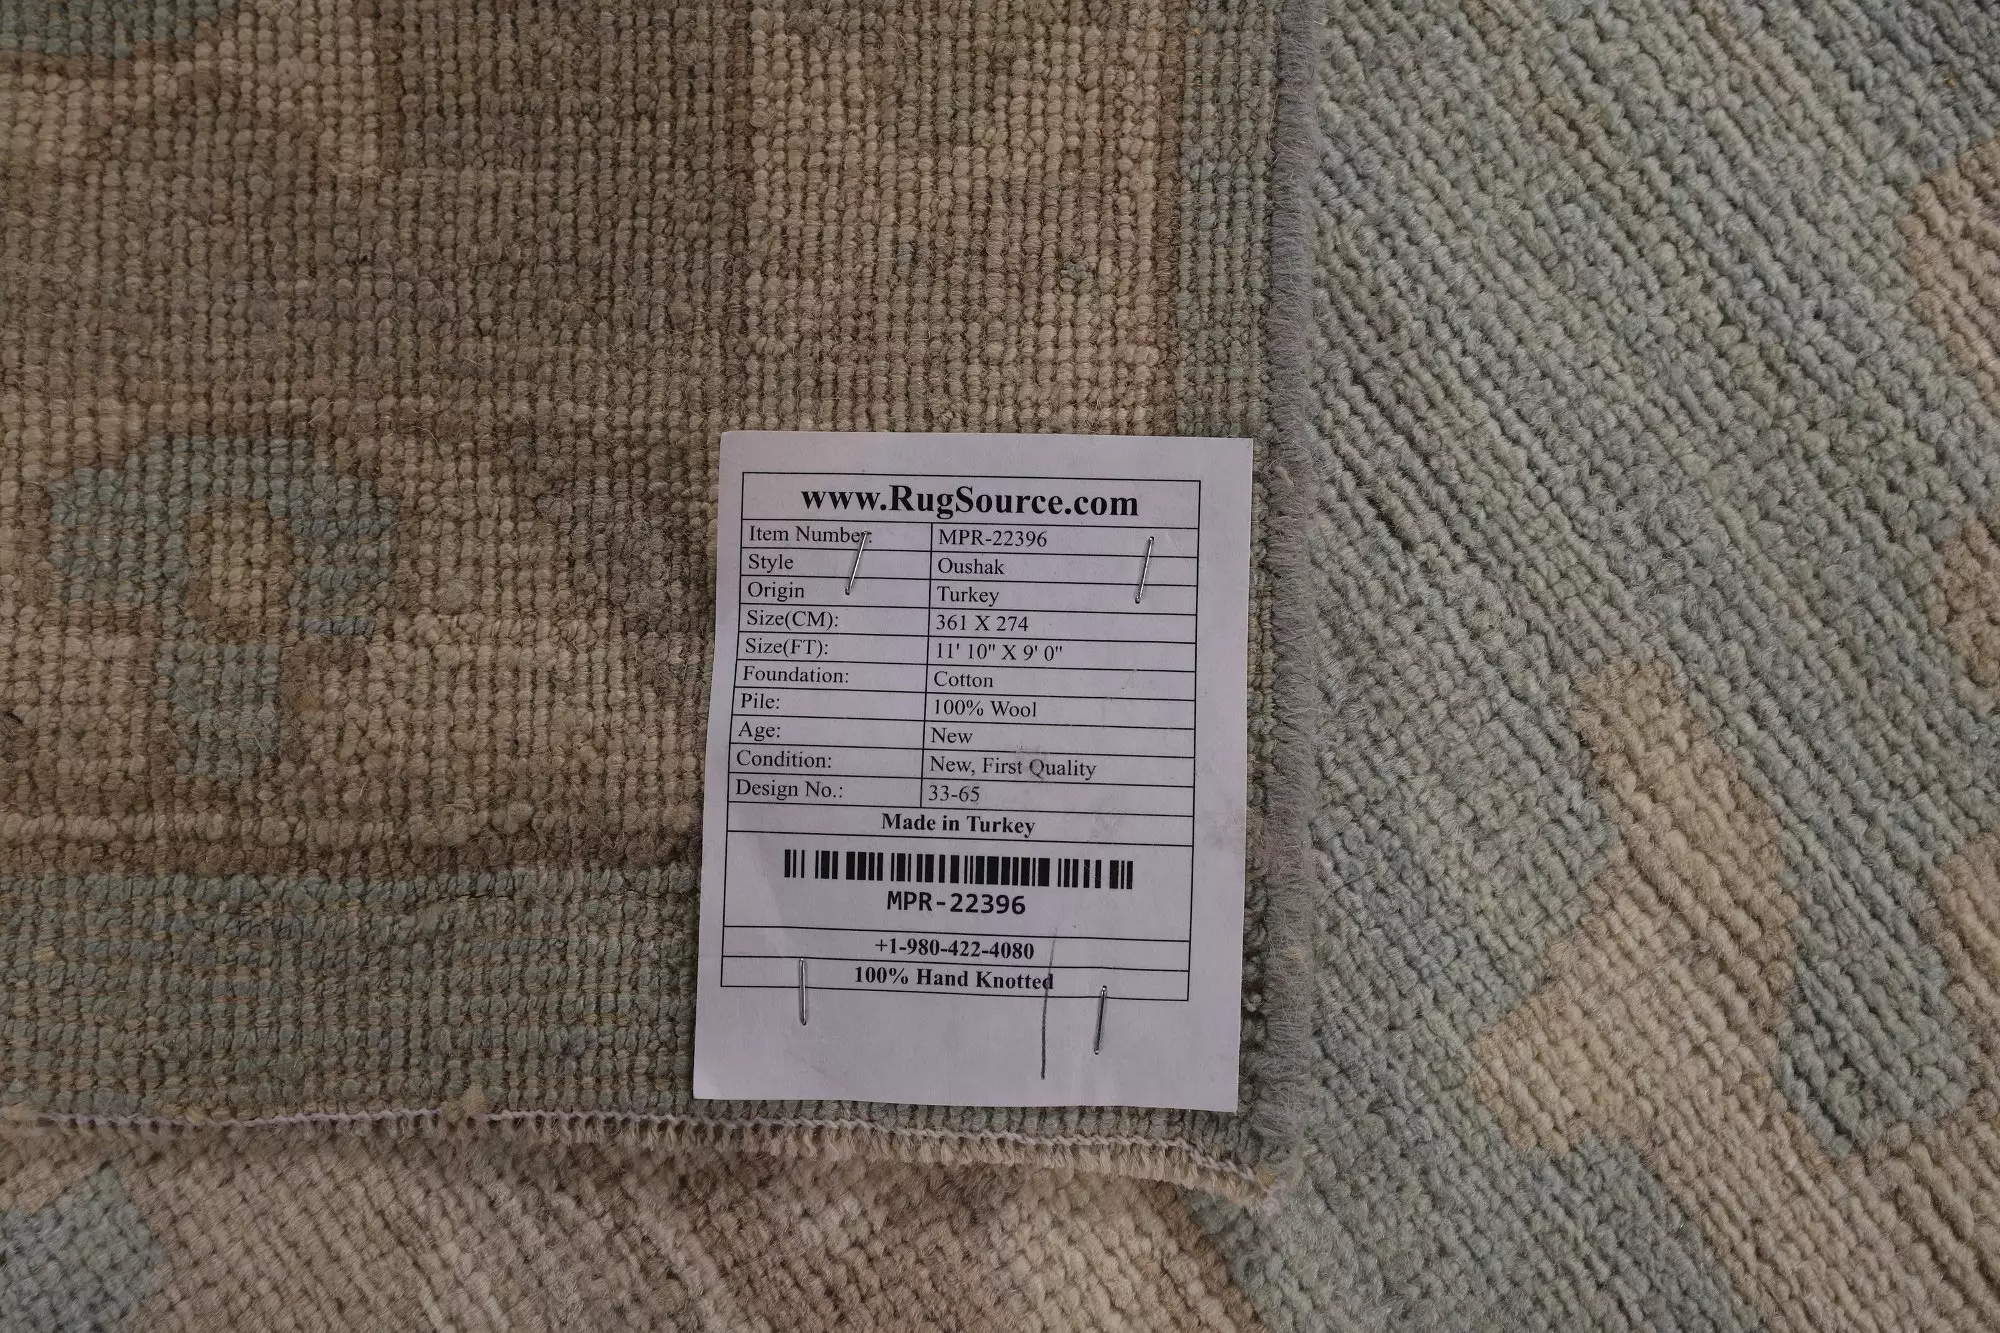 www.RugSource.com
Item Number: MPR-22396
Style Oushak
Origin Turkey
Size(CM): 361 X 274
Size(FT): 11' 10" X 9' 0"
Foundation: Cotton
Pile: 100% Wool
Age: New
Condition: New, First Quality
Design No.: 33-65
Made in Turkey
MPR-22396
+1-980-422-4080
100% Hand Knotted